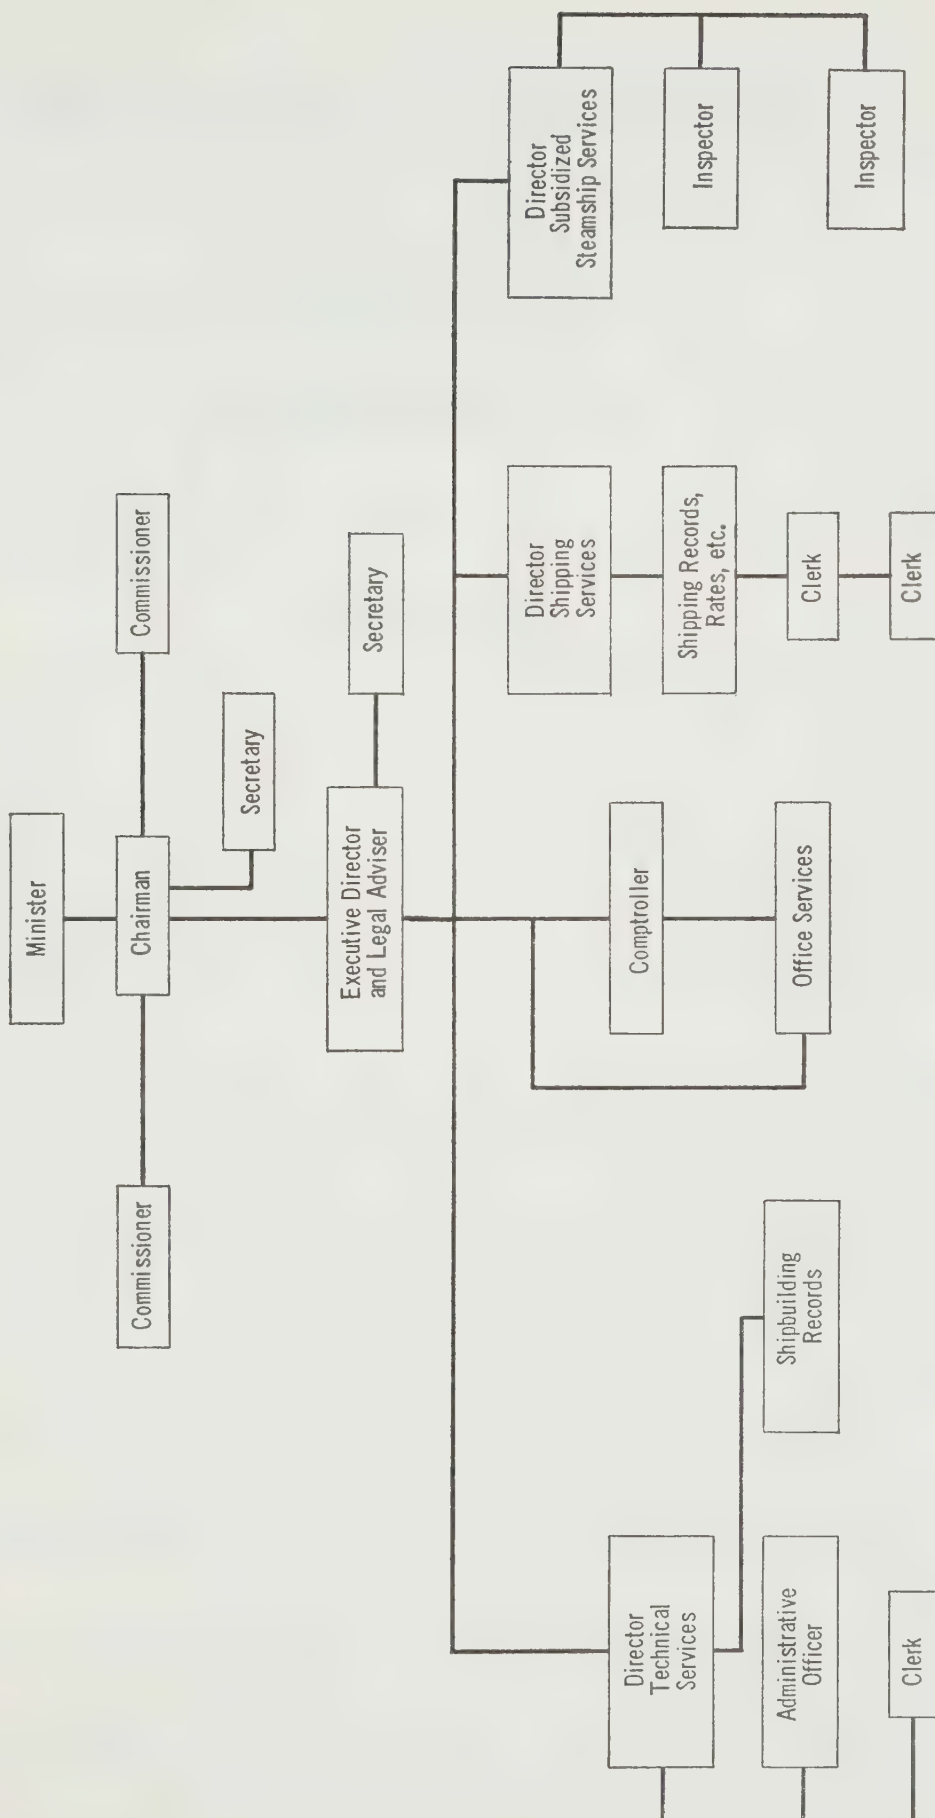 Minister
Commissioner
Chairman
Commissioner
Secretary
Executive Director
and Legal Adviser
Secretary
Director
Technical
Services
Administrative
Officer
Clerk
Shipbuilding
Records
Comptroller
Office Services
Director
Shipping
Services
Shipping Records,
Rates, etc.
Clerk
Clerk
Director
Subsidized
Steamship Services
Inspector
Inspector